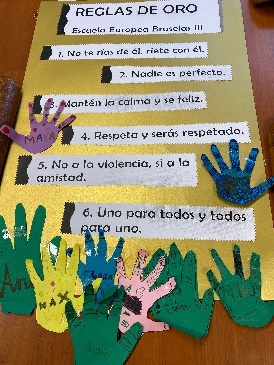 REGLAS DE ORO
Escuela Europea Bruselas III
1. No te rías de él, ríete con él.
2. Nadie es perfecto.
3. Mantén la calma y se feliz.
MAIA
4. Respeta y serás respetado.
5. No a la violencia, si a la
amistad.
6. Uno para todos y todos
para uno.
MAX